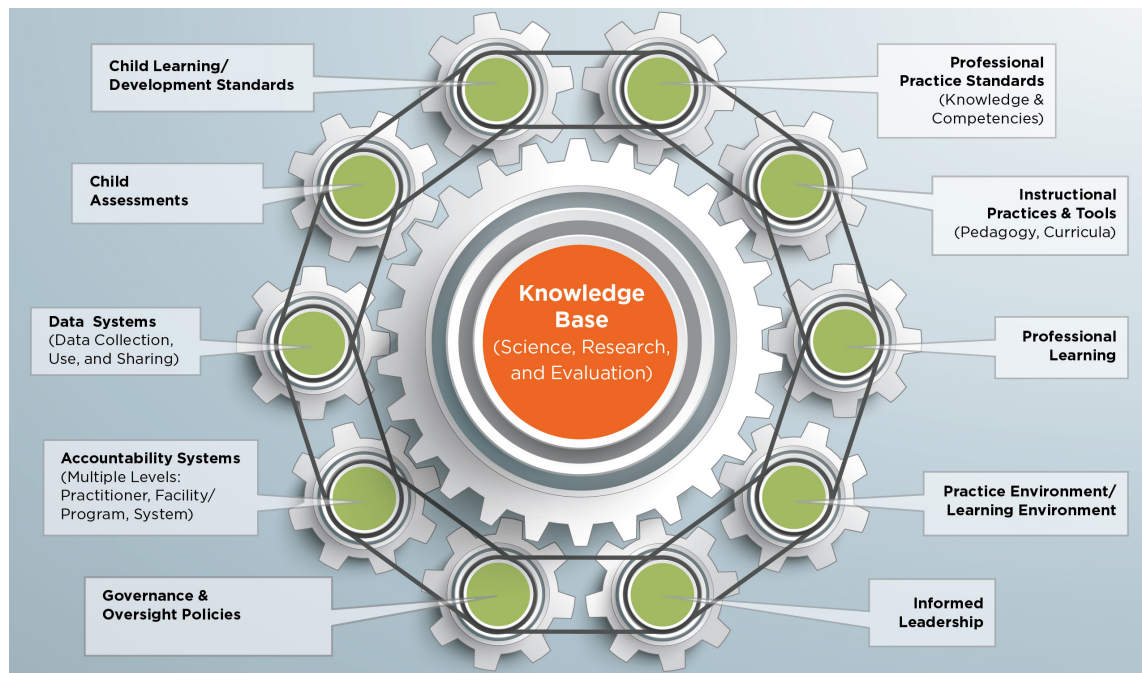 Child Learning/
Development Standards
Professional
Practice Standards
(Knowledge &
Competencies)
Child
Assessments
Instructional
Practices & Tools
(Pedagogy, Curricula)
Knowledge
Base
(Science, Research,
and Evaluation)
Data Systems
(Data Collection,
Use, and Sharing)
Professional
Learning
Accountability Systems
(Multiple Levels:
Practitioner, Facility/
Program, System)
Practice Environment/
Learning Environment
Governance &
Oversight Policies
Informed
Leadership